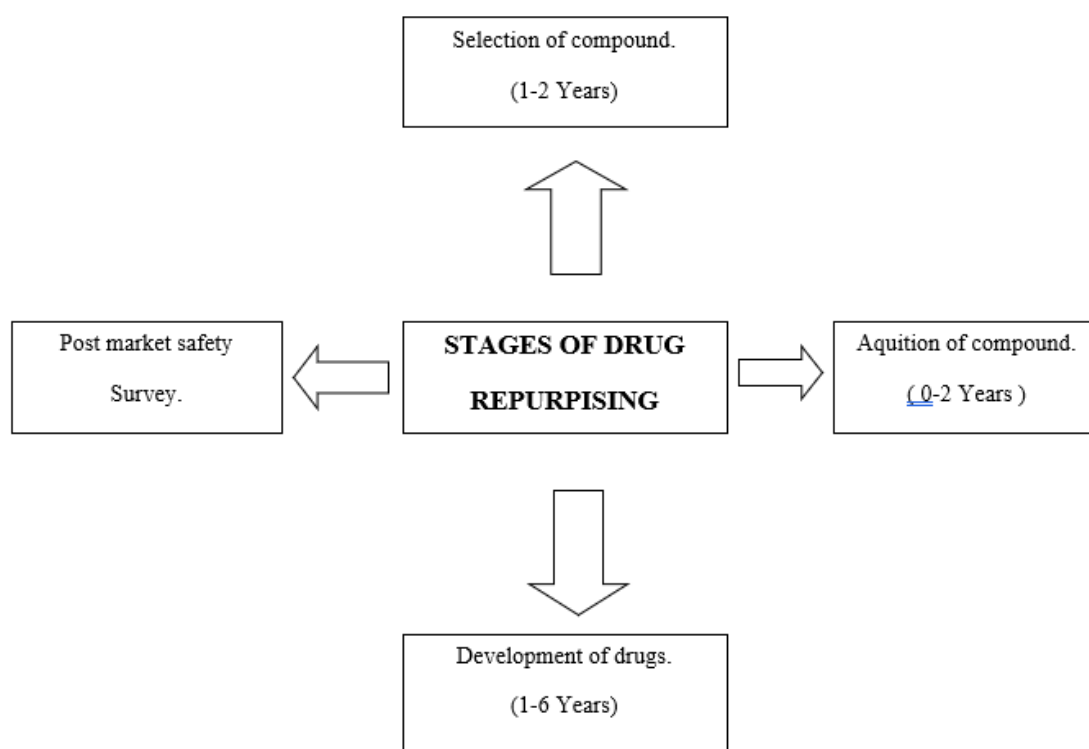 Selection of compound.
(1-2 Years)
Post market safety
Survey.
STAGES OF DRUG
REPURPISING
Aquition of compound.
( 0-2 Years )
Development of drugs.
(1-6 Years)